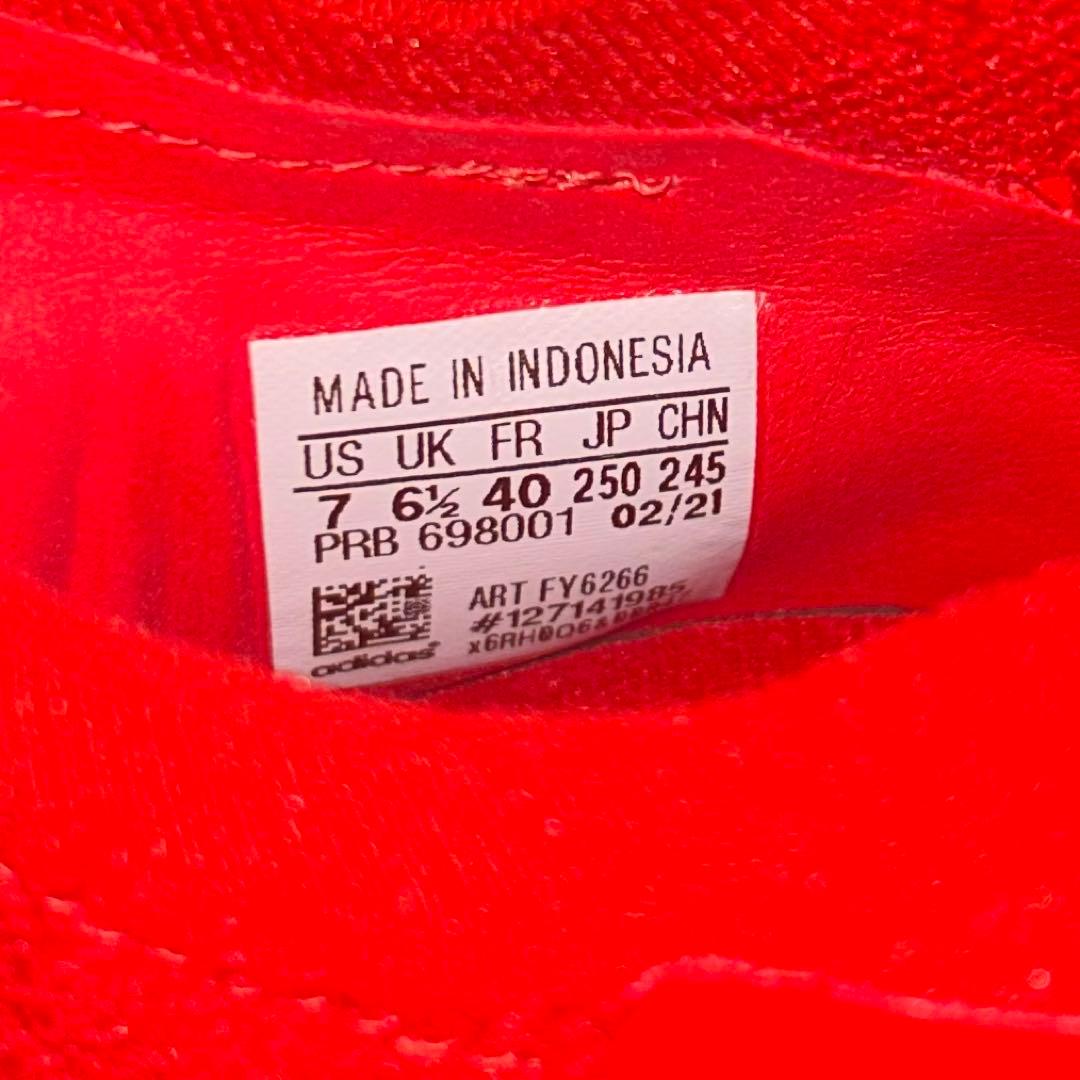 MADE IN INDONESIA
US UK FR JP CHN
7 6½ 40 250 245
PRB 698001 02/21
ART FY6266
#127141985
adidas